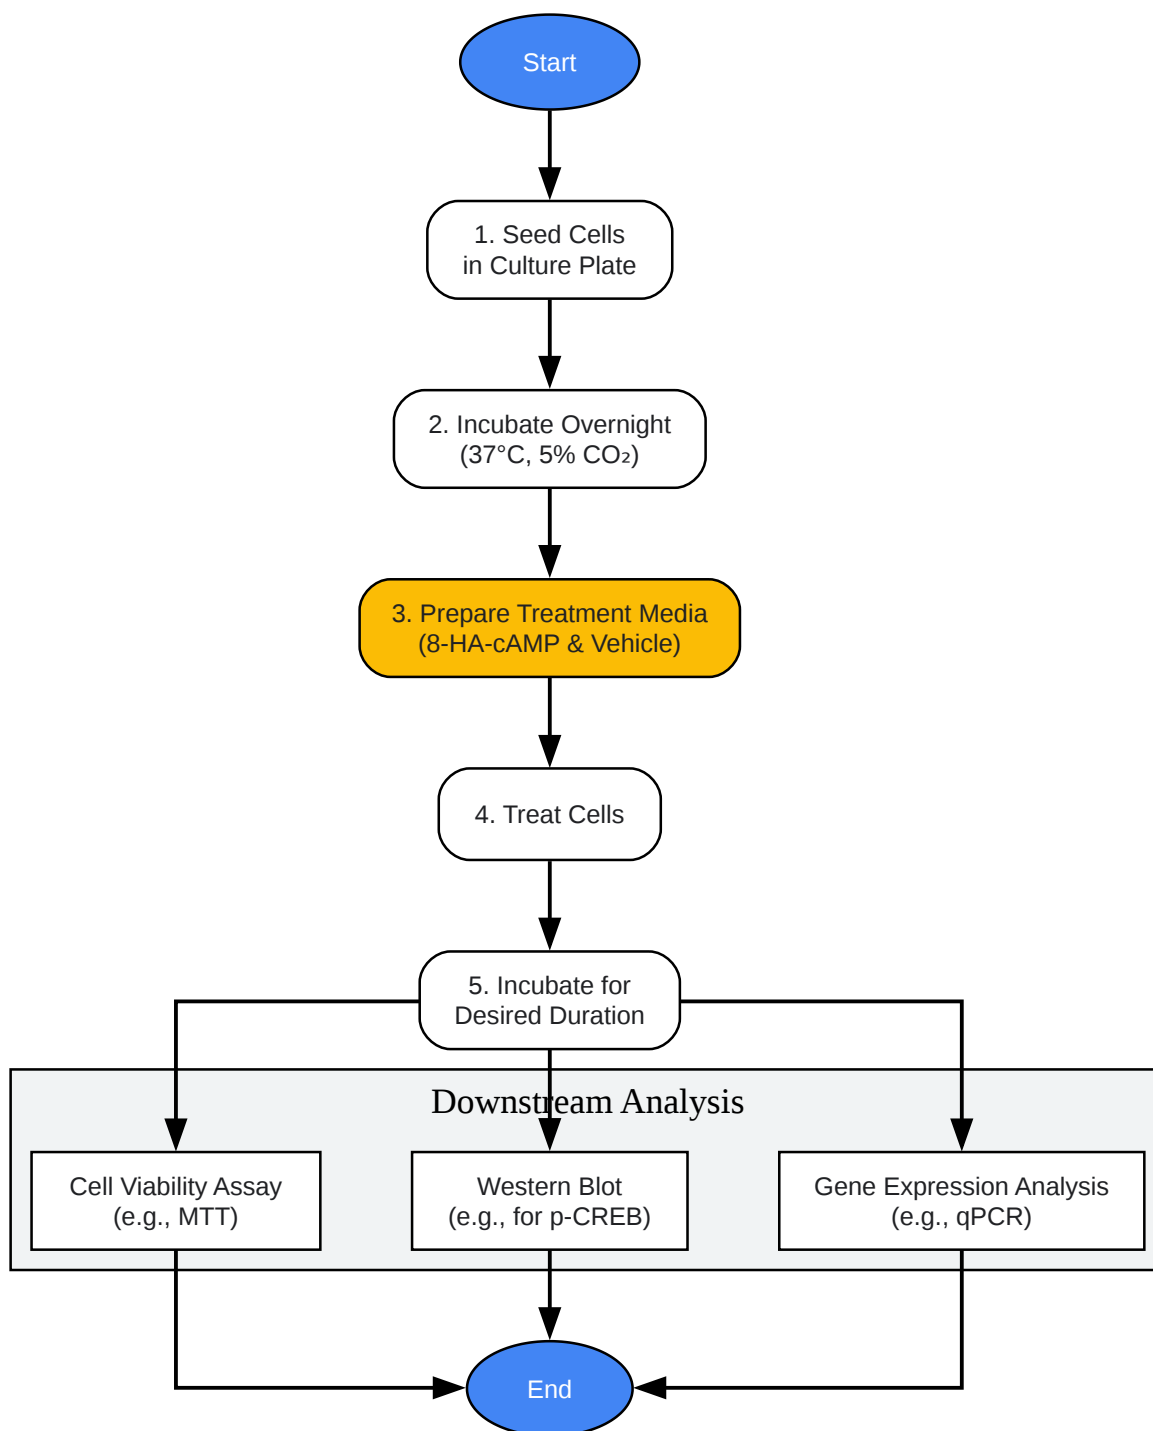 Start
1. Seed Cells
in Culture Plate
2. Incubate Overnight
(37°C, 5% CO₂)
3. Prepare Treatment Media
(8-HA-cAMP & Vehicle)
4. Treat Cells
5. Incubate for
Desired Duration
Downstream Analysis
Cell Viability Assay
(e.g., MTT)
Western Blot
(e.g., for p-CREB)
Gene Expression Analysis
(e.g., qPCR)
End